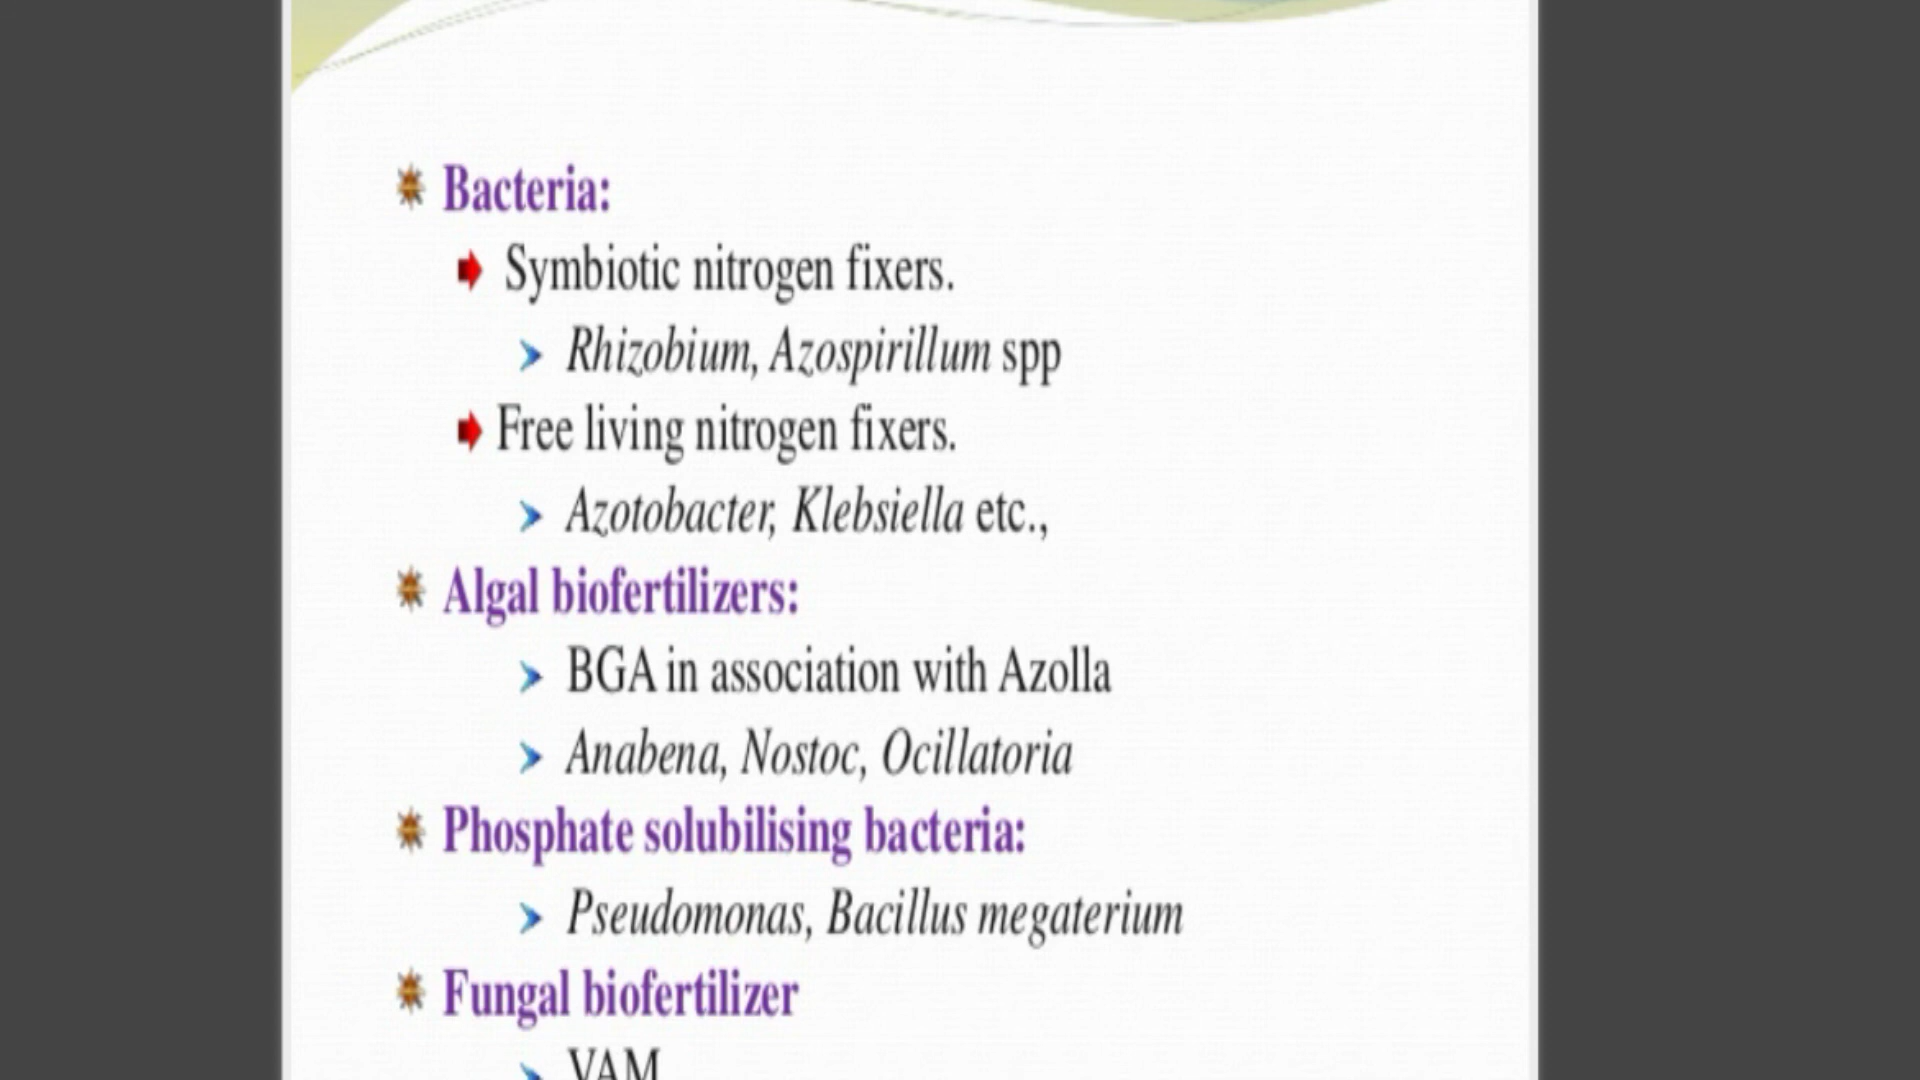 Bacteria:
Symbiotic nitrogen fixers.
Rhizobium, Azospirillum spp
Free living nitrogen fixers.
Azotobacter, Klebsiella etc.,
Algal biofertilizers:
BGA in association with Azolla
Anabena, Nostoc, Ocillatoria
Phosphate solubilising bacteria:
Pseudomonas, Bacillus megaterium
Fungal biofertilizer
VAM